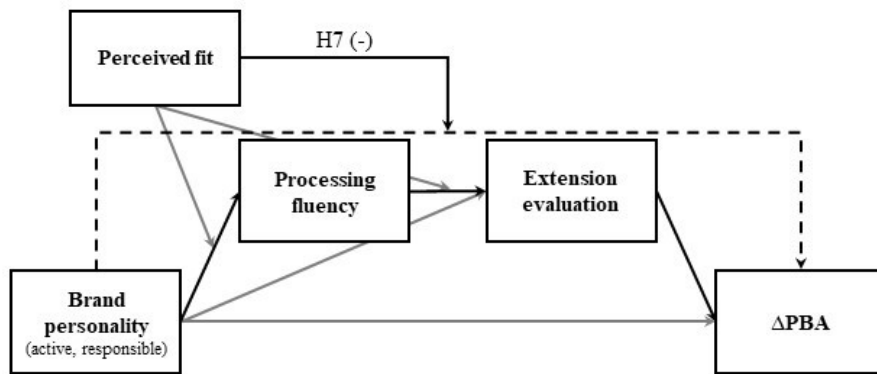 H7 (-)
Perceived fit
Processing
fluency
Extension
evaluation
Brand
personality
(active, responsible)
ΔPBA